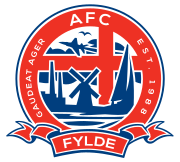 AFC
GAUDEAT AGER
EST. 1988
FYLDE